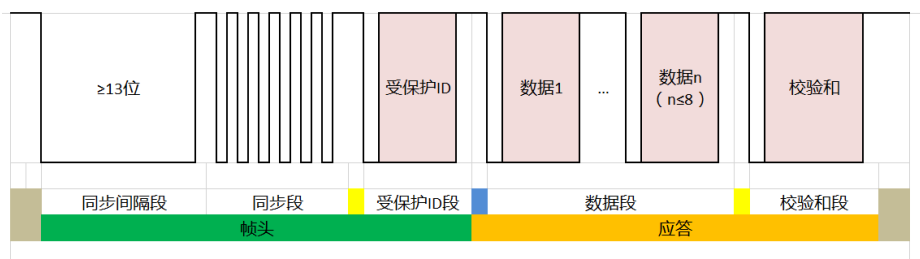 ≥13位
受保护ID
数据1
...
数据n
（n≤8）
校验和
同步间隔段
同步段
受保护ID段
数据段
校验和段
帧头
应答